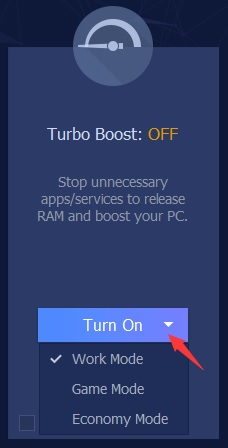 Turbo Boost: OFF
Stop unnecessary
apps/services to release
RAM and boost your PC.
Turn On
Work Mode
Game Mode
Economy Mode